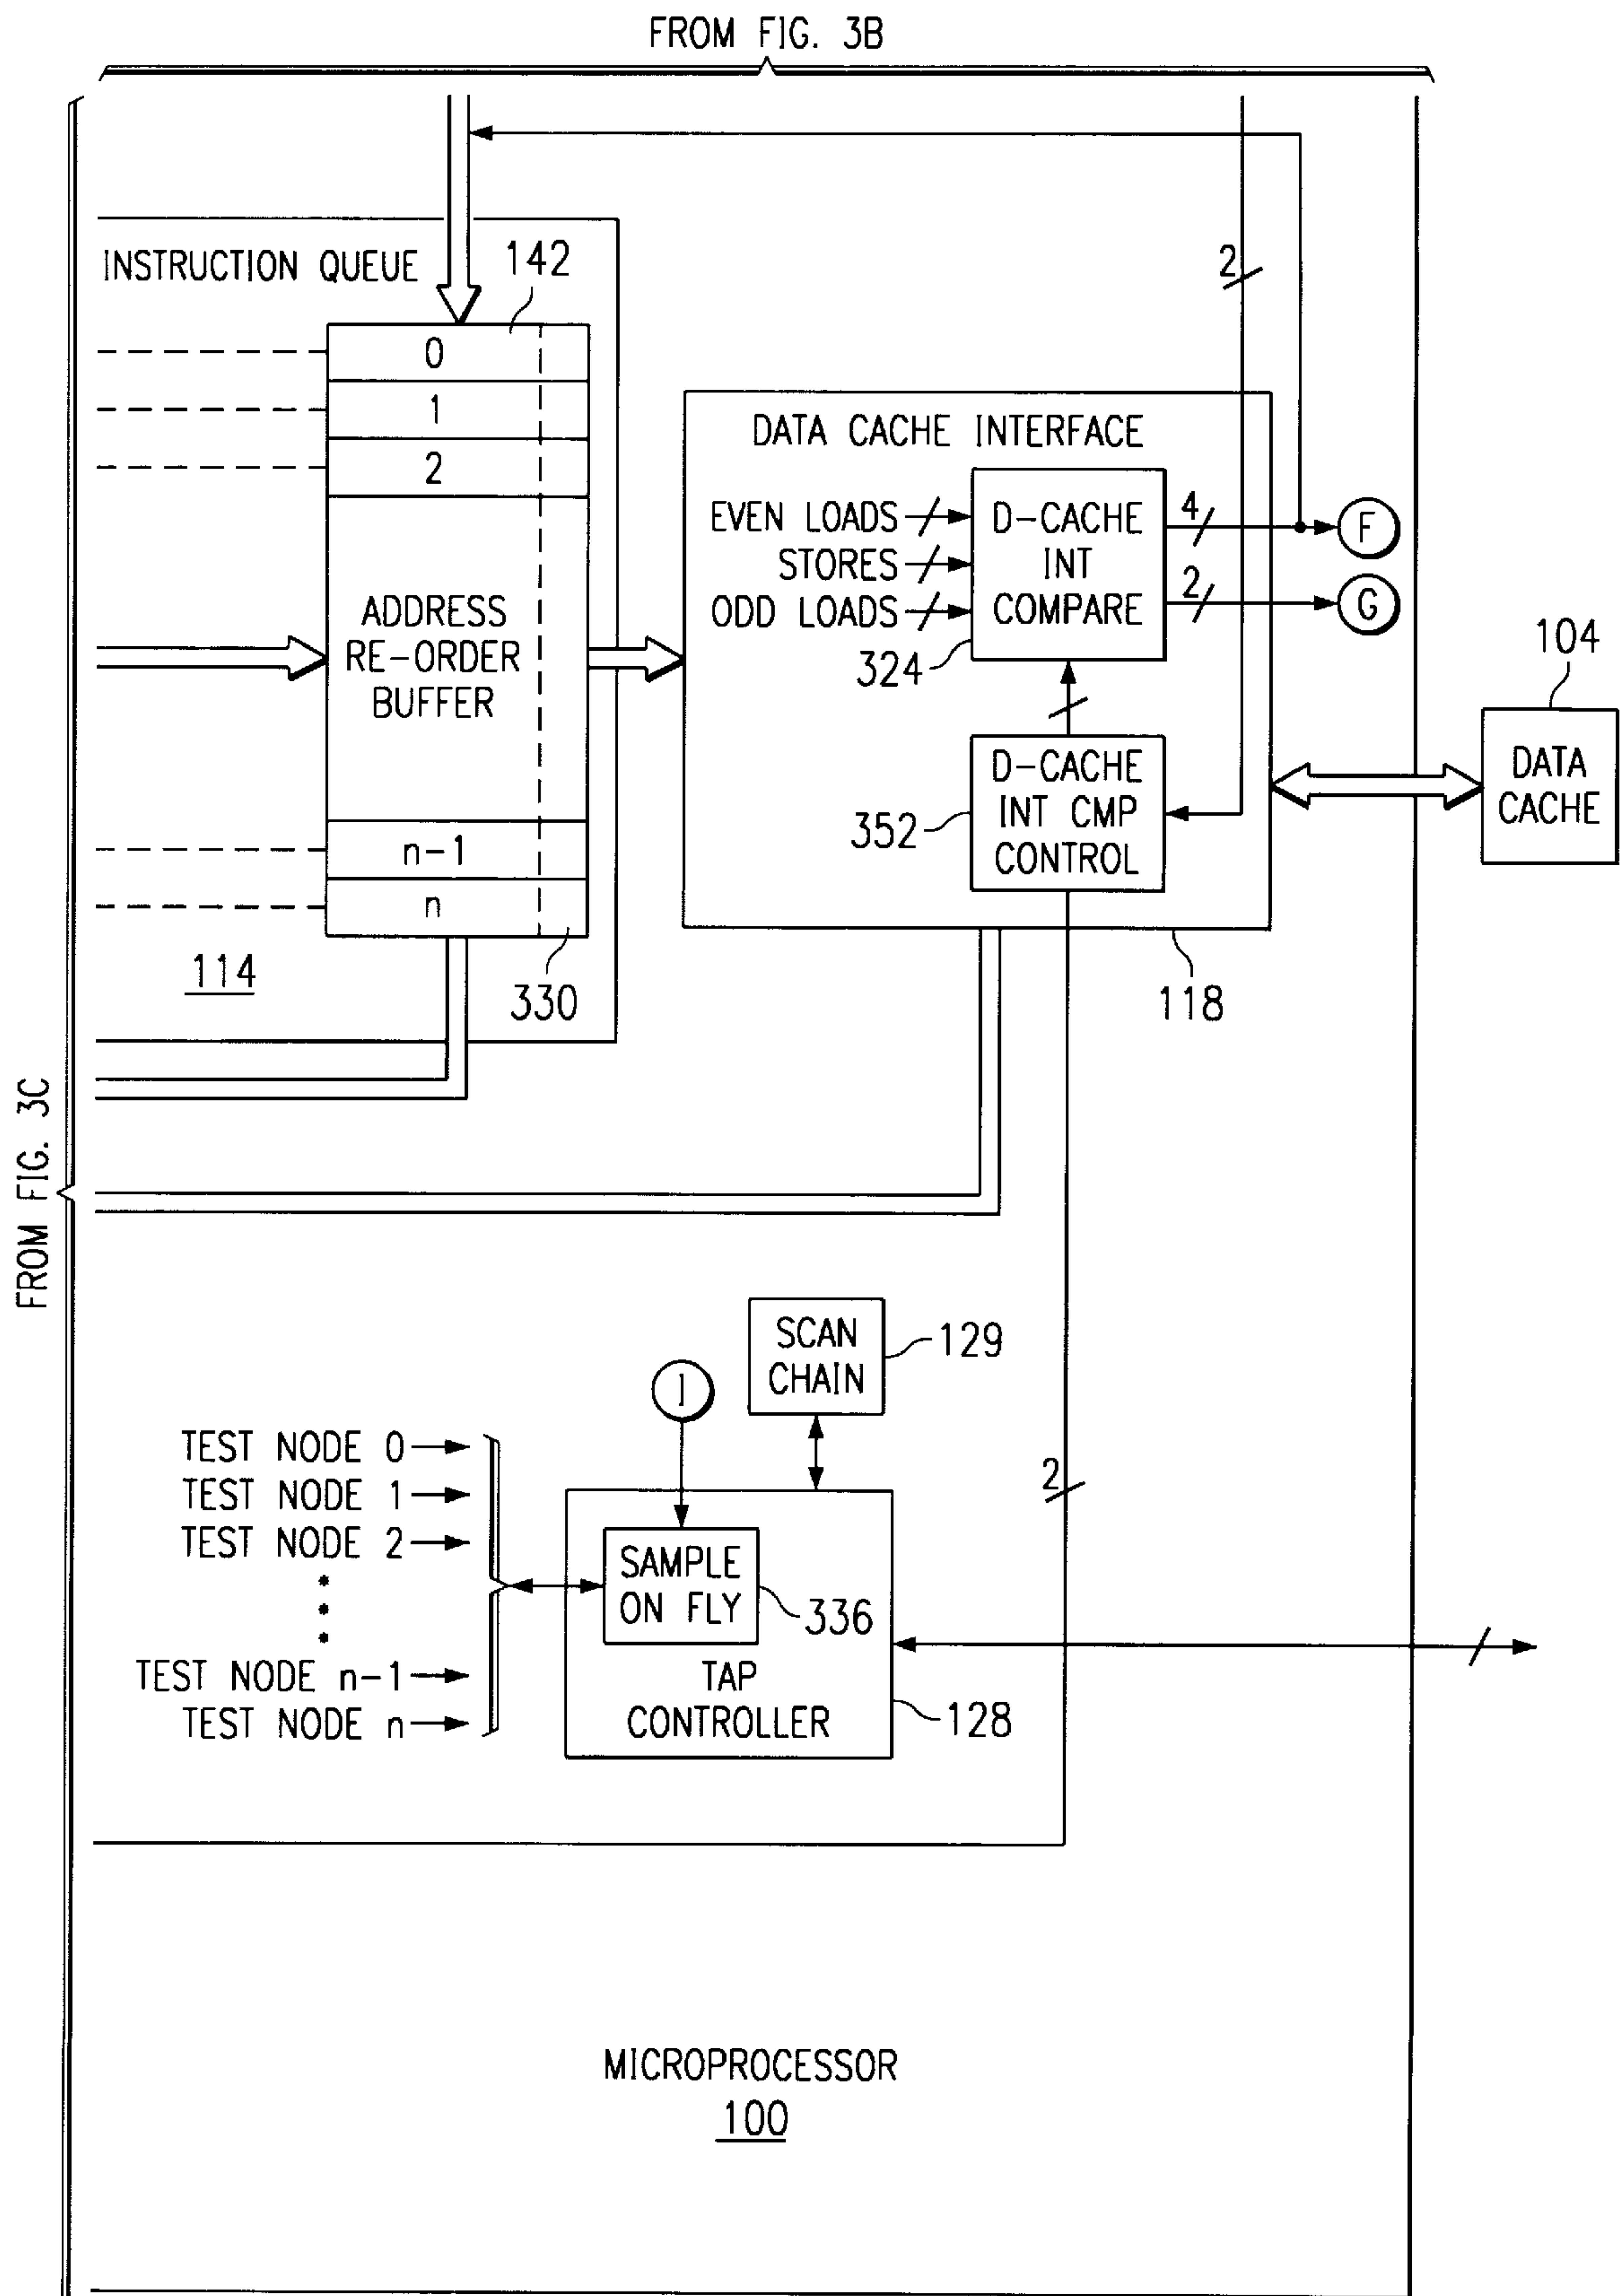 FROM FIG. 3B
INSTRUCTION QUEUE
142
0
1
2
ADDRESS
RE-ORDER
BUFFER
n-1
n
114
330
2
DATA CACHE INTERFACE
EVEN LOADS
STORES
ODD LOADS
D-CACHE
INT
COMPARE
324
4
2
F
G
352
D-CACHE
INT CMP
CONTROL
118
104
DATA
CACHE
FROM FIG. 3C
SCAN
CHAIN
129
I
TEST NODE 0
TEST NODE 1
TEST NODE 2
TEST NODE n-1
TEST NODE n
SAMPLE
ON FLY
336
TAP
CONTROLLER
128
2
MICROPROCESSOR
100